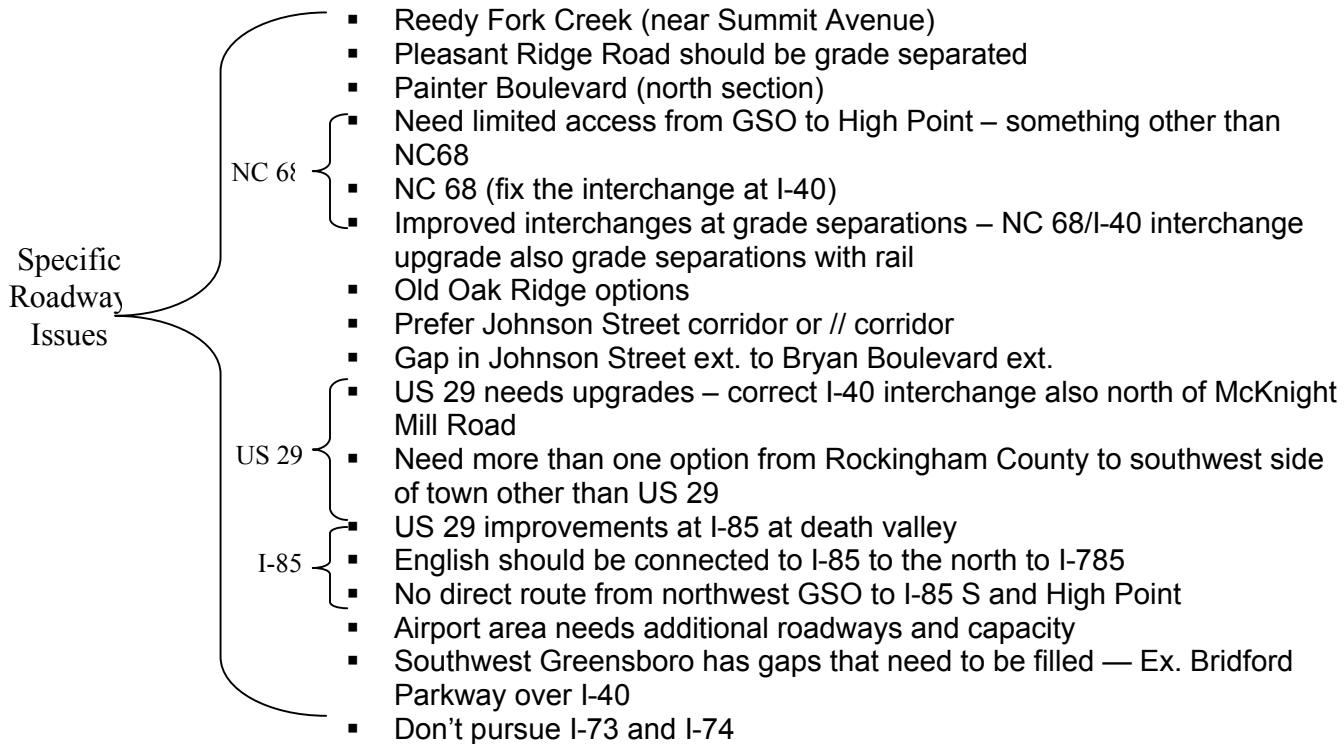 ▪ Reedy Fork Creek (near Summit Avenue)
▪ Pleasant Ridge Road should be grade separated
▪ Painter Boulevard (north section)
▪ Need limited access from GSO to High Point – something other than
NC68
NC 68
▪ NC 68 (fix the interchange at I-40)
▪ Improved interchanges at grade separations – NC 68/I-40 interchange
upgrade also grade separations with rail
Specific
Roadway
Issues
▪ Old Oak Ridge options
▪ Prefer Johnson Street corridor or // corridor
▪ Gap in Johnson Street ext. to Bryan Boulevard ext.
▪ US 29 needs upgrades – correct I-40 interchange also north of McKnight
Mill Road
US 29
▪ Need more than one option from Rockingham County to southwest side
of town other than US 29
▪ US 29 improvements at I-85 at death valley
I-85
▪ English should be connected to I-85 to the north to I-785
▪ No direct route from northwest GSO to I-85 S and High Point
▪ Airport area needs additional roadways and capacity
▪ Southwest Greensboro has gaps that need to be filled — Ex. Bridford
Parkway over I-40
▪ Don't pursue I-73 and I-74